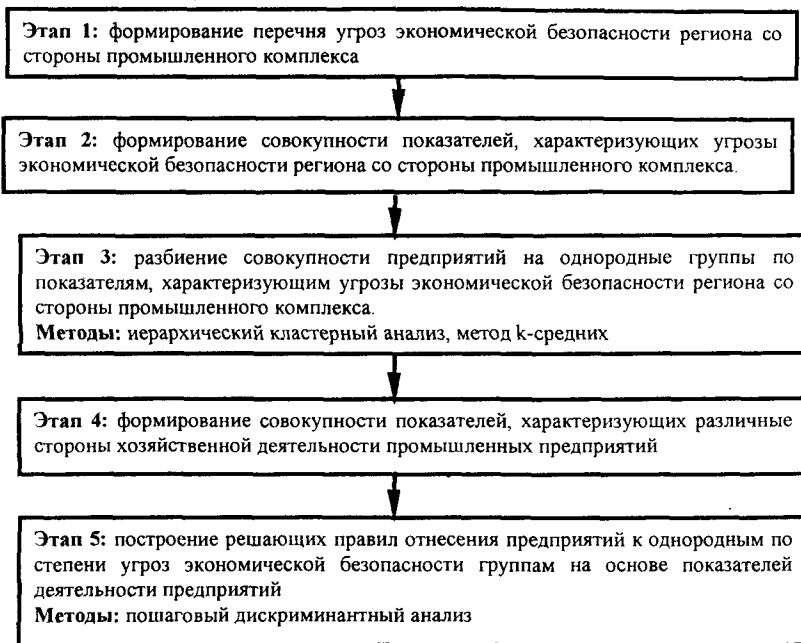 Этап 1: формирование перечня угроз экономической безопасности региона со
стороны промышленного комплекса
Этап 2: формирование совокупности показателей, характеризующих угрозы
экономической безопасности региона со стороны промышленного комплекса.
Этап 3: разбиение совокупности предприятий на однородные группы по
показателям, характеризующим угрозы экономической безопасности региона со
стороны промышленного комплекса.
Методы: иерархический кластерный анализ, метод k-средних
Этап 4: формирование совокупности показателей, характеризующих различные
стороны хозяйственной деятельности промышленных предприятий
Этап 5: построение решающих правил отнесения предприятий к однородным по
степени угроз экономической безопасности группам на основе показателей
деятельности предприятий
Методы: пошаговый дискриминантный анализ